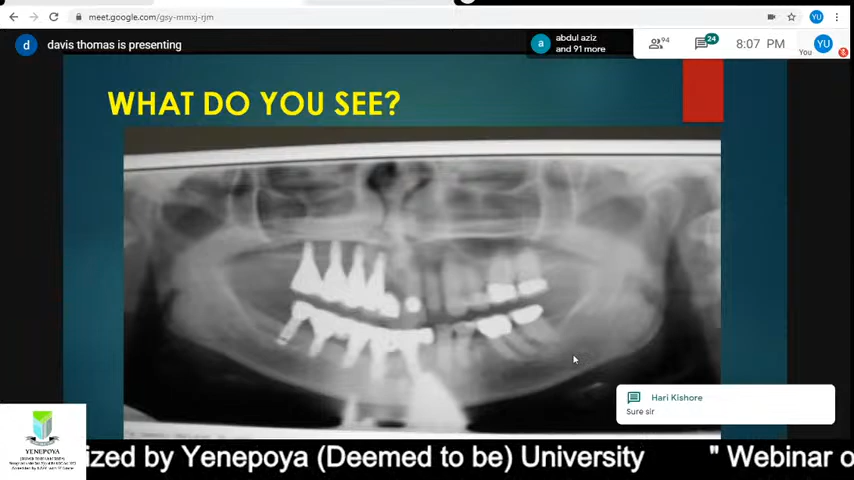 meet.google.com/gsy-mmxj-rjm
YU
d
davis thomas is presenting
a
abdul aziz
and 91 more
94
24
8:07 PM
YU
You
WHAT DO YOU SEE?
Hari Kishore
Sure sir
YENEPOYA
ized by Yenepoya (Deemed to be) University
" Webinar o